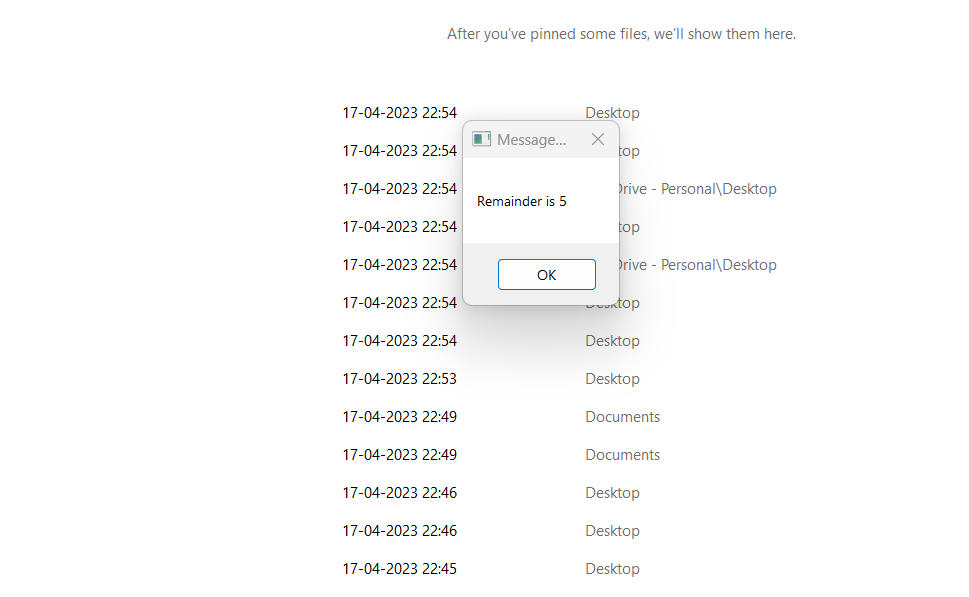 After you've pinned some files, we'll show them here.
17-04-2023 22:54 Desktop
Message...
17-04-2023 22:54 top
17-04-2023 22:54 Drive - Personal\Desktop
Remainder is 5
17-04-2023 22:54 top
17-04-2023 22:54 Drive - Personal\Desktop
OK
17-04-2023 22:54 Desktop
17-04-2023 22:54 Desktop
17-04-2023 22:53 Desktop
17-04-2023 22:49 Documents
17-04-2023 22:49 Documents
17-04-2023 22:46 Desktop
17-04-2023 22:46 Desktop
17-04-2023 22:45 Desktop